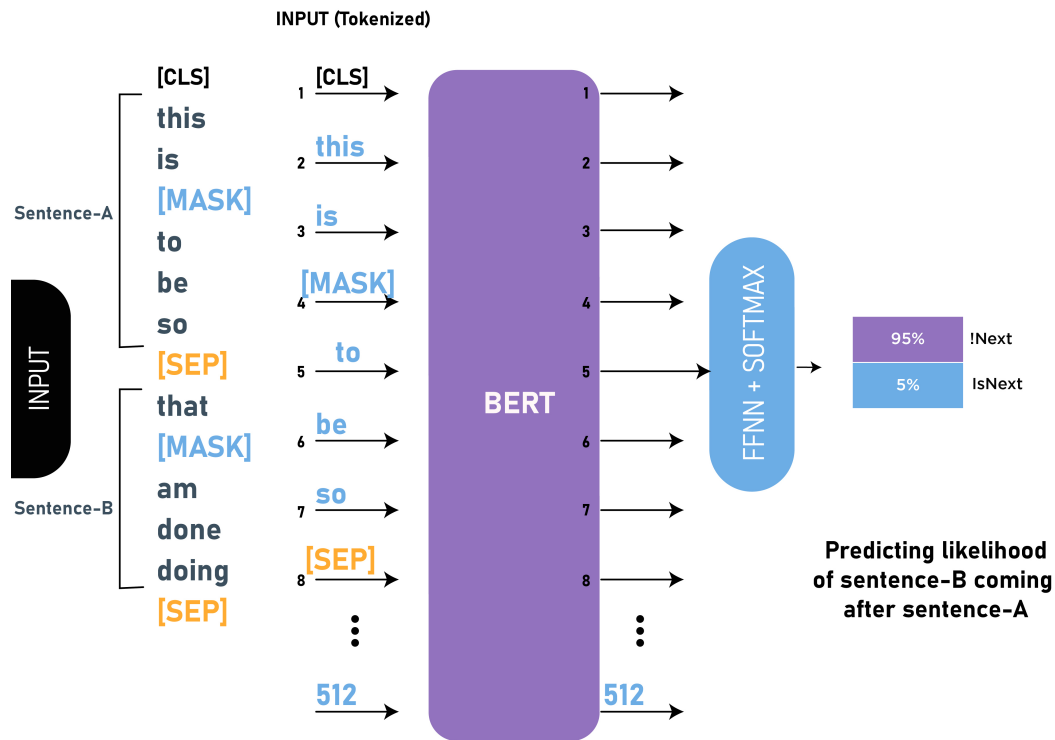 INPUT (Tokenized)
INPUT
Sentence-A
Sentence-B
[CLS]
this
is
[MASK]
to
be
so
[SEP]
that
[MASK]
am
done
doing
[SEP]
1 [CLS]
2 this
3 is
4 [MASK]
5 to
6 be
7 so
8 [SEP]
512
BERT
1
2
3
4
5
6
7
8
512
FFNN + SOFTMAX
95% !Next
5% IsNext
Predicting likelihood
of sentence-B coming
after sentence-A